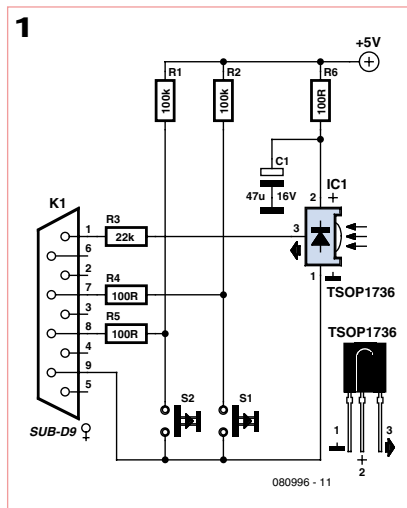 1
+5V
R1
R2
R6
100k
100k
100R
C1
47u 16V
IC1
2 +
K1
R3
1
22k
3
6
2
R4
7
100R
1
TSOP1736
3
R5
8
100R
TSOP1736
4
9
5
S2
S1
1
3
+
2
SUB-D9
080996 - 11